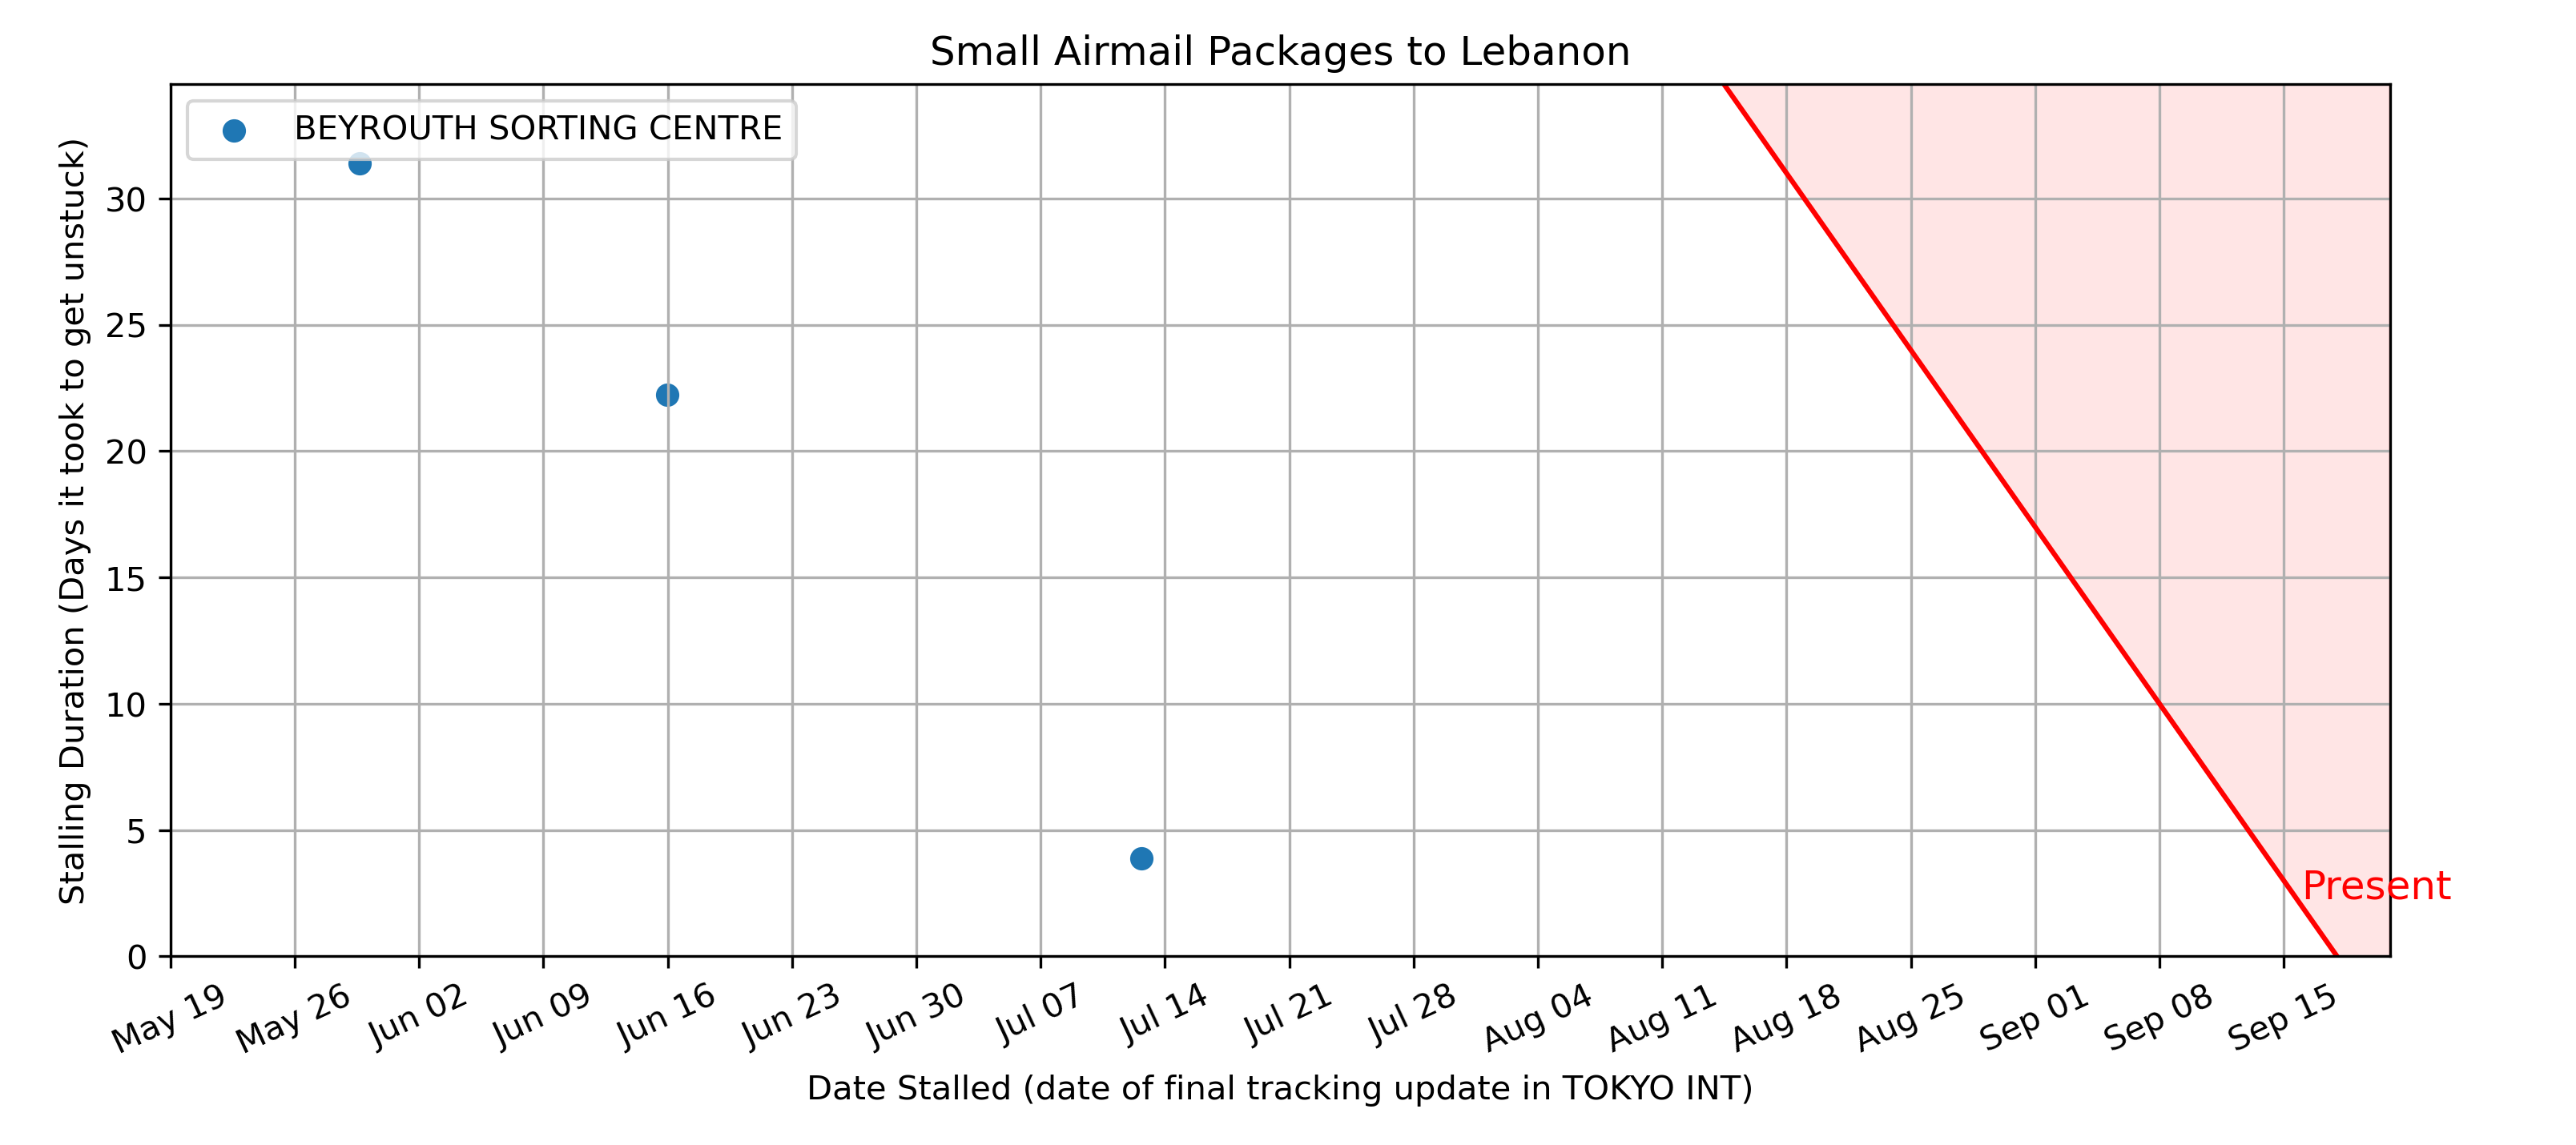 Small Airmail Packages to Lebanon
BEYROUTH SORTING CENTRE
Stalling Duration (Days it took to get unstuck)
30
25
20
15
10
5
0
Present
May 19
May 26
Jun 02
Jun 09
Jun 16
Jun 23
Jun 30
Jul 07
Jul 14
Jul 21
Jul 28
Aug 04
Aug 11
Aug 18
Aug 25
Sep 01
Sep 08
Sep 15
Date Stalled (date of final tracking update in TOKYO INT)